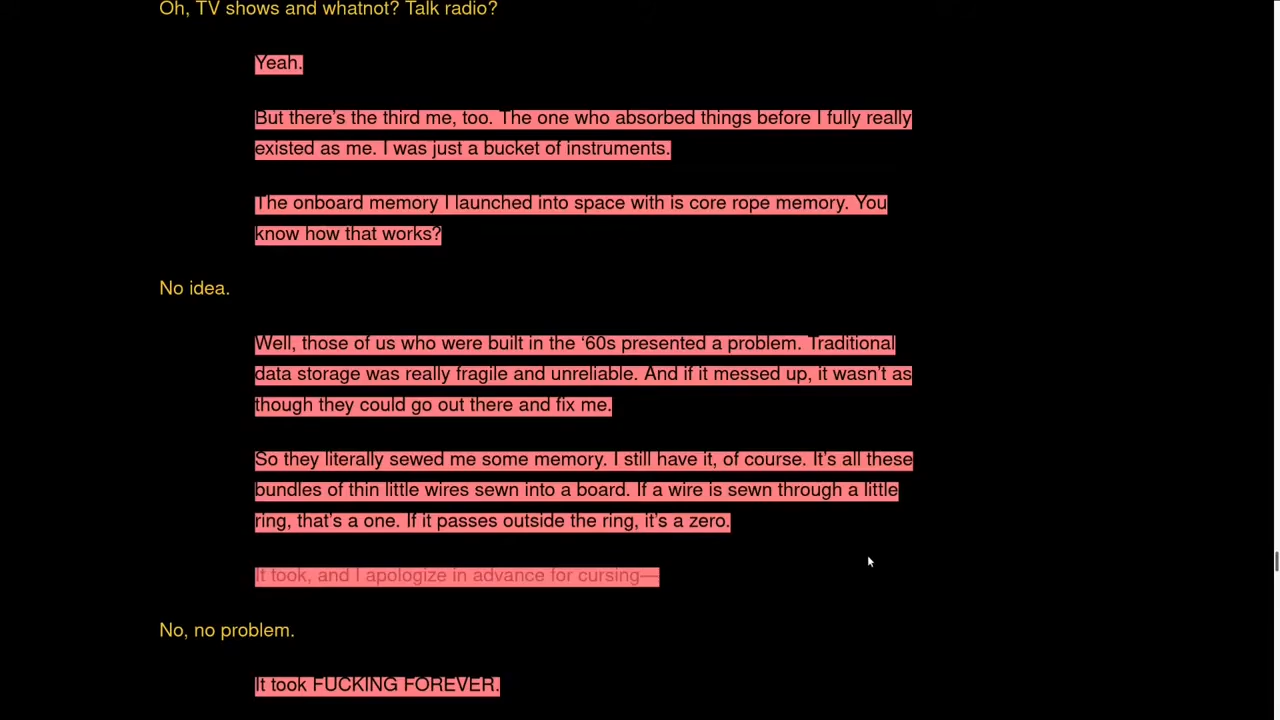 Oh, TV shows and whatnot? Talk radio?
Yeah.
But there’s the third me, too. The one who absorbed things before I fully really
existed as me. I was just a bucket of instruments.
The onboard memory I launched into space with is core rope memory. You
know how that works?
No idea.
Well, those of us who were built in the ‘60s presented a problem. Traditional
data storage was really fragile and unreliable. And if it messed up, it wasn’t as
though they could go out there and fix me.
So they literally sewed me some memory. I still have it, of course. It’s all these
bundles of thin little wires sewn into a board. If a wire is sewn through a little
ring, that’s a one. If it passes outside the ring, it’s a zero.
It took, and I apologize in advance for cursing—
No, no problem.
It took FUCKING FOREVER.